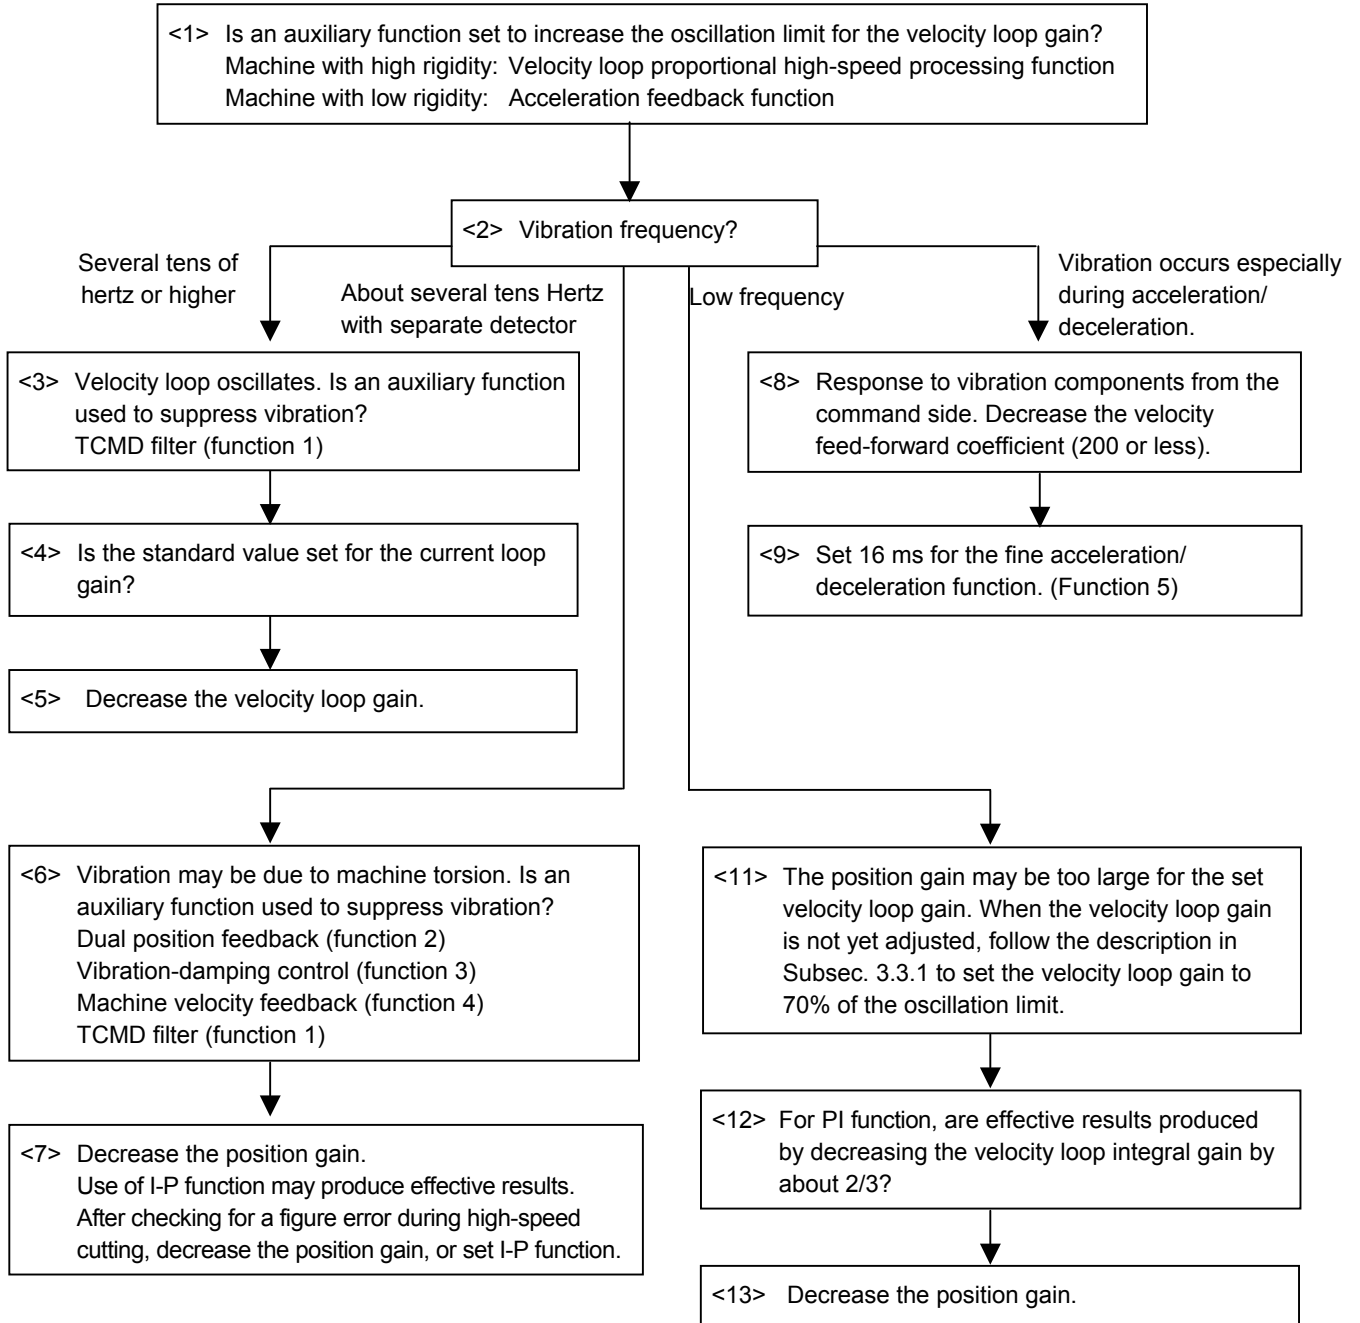 <1> Is an auxiliary function set to increase the oscillation limit for the velocity loop gain?
Machine with high rigidity: Velocity loop proportional high-speed processing function
Machine with low rigidity: Acceleration feedback function
<2> Vibration frequency?
Several tens of
hertz or higher
About several tens Hertz
with separate detector
Low frequency
Vibration occurs especially
during acceleration/
deceleration.
<3> Velocity loop oscillates. Is an auxiliary function
used to suppress vibration?
TCMD filter (function 1)
<8> Response to vibration components from the
command side. Decrease the velocity
feed-forward coefficient (200 or less).
<4> Is the standard value set for the current loop
gain?
<9> Set 16 ms for the fine acceleration/
deceleration function. (Function 5)
<5> Decrease the velocity loop gain.
<6> Vibration may be due to machine torsion. Is an
auxiliary function used to suppress vibration?
Dual position feedback (function 2)
Vibration-damping control (function 3)
Machine velocity feedback (function 4)
TCMD filter (function 1)
<11> The position gain may be too large for the set
velocity loop gain. When the velocity loop gain
is not yet adjusted, follow the description in
Subsec. 3.3.1 to set the velocity loop gain to
70% of the oscillation limit.
<7> Decrease the position gain.
Use of I-P function may produce effective results.
After checking for a figure error during high-speed
cutting, decrease the position gain, or set I-P function.
<12> For PI function, are effective results produced
by decreasing the velocity loop integral gain by
about 2/3?
<13> Decrease the position gain.